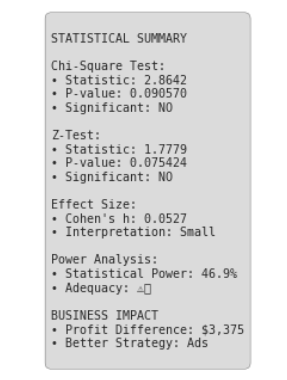 STATISTICAL SUMMARY
Chi-Square Test:
• Statistic: 2.8642
• P-value: 0.090570
• Significant: NO
Z-Test:
• Statistic: 1.7779
• P-value: 0.075424
• Significant: NO
Effect Size:
• Cohen's h: 0.0527
• Interpretation: Small
Power Analysis:
• Statistical Power: 46.9%
• Adequacy: ⚠
BUSINESS IMPACT
• Profit Difference: $3,375
• Better Strategy: Ads